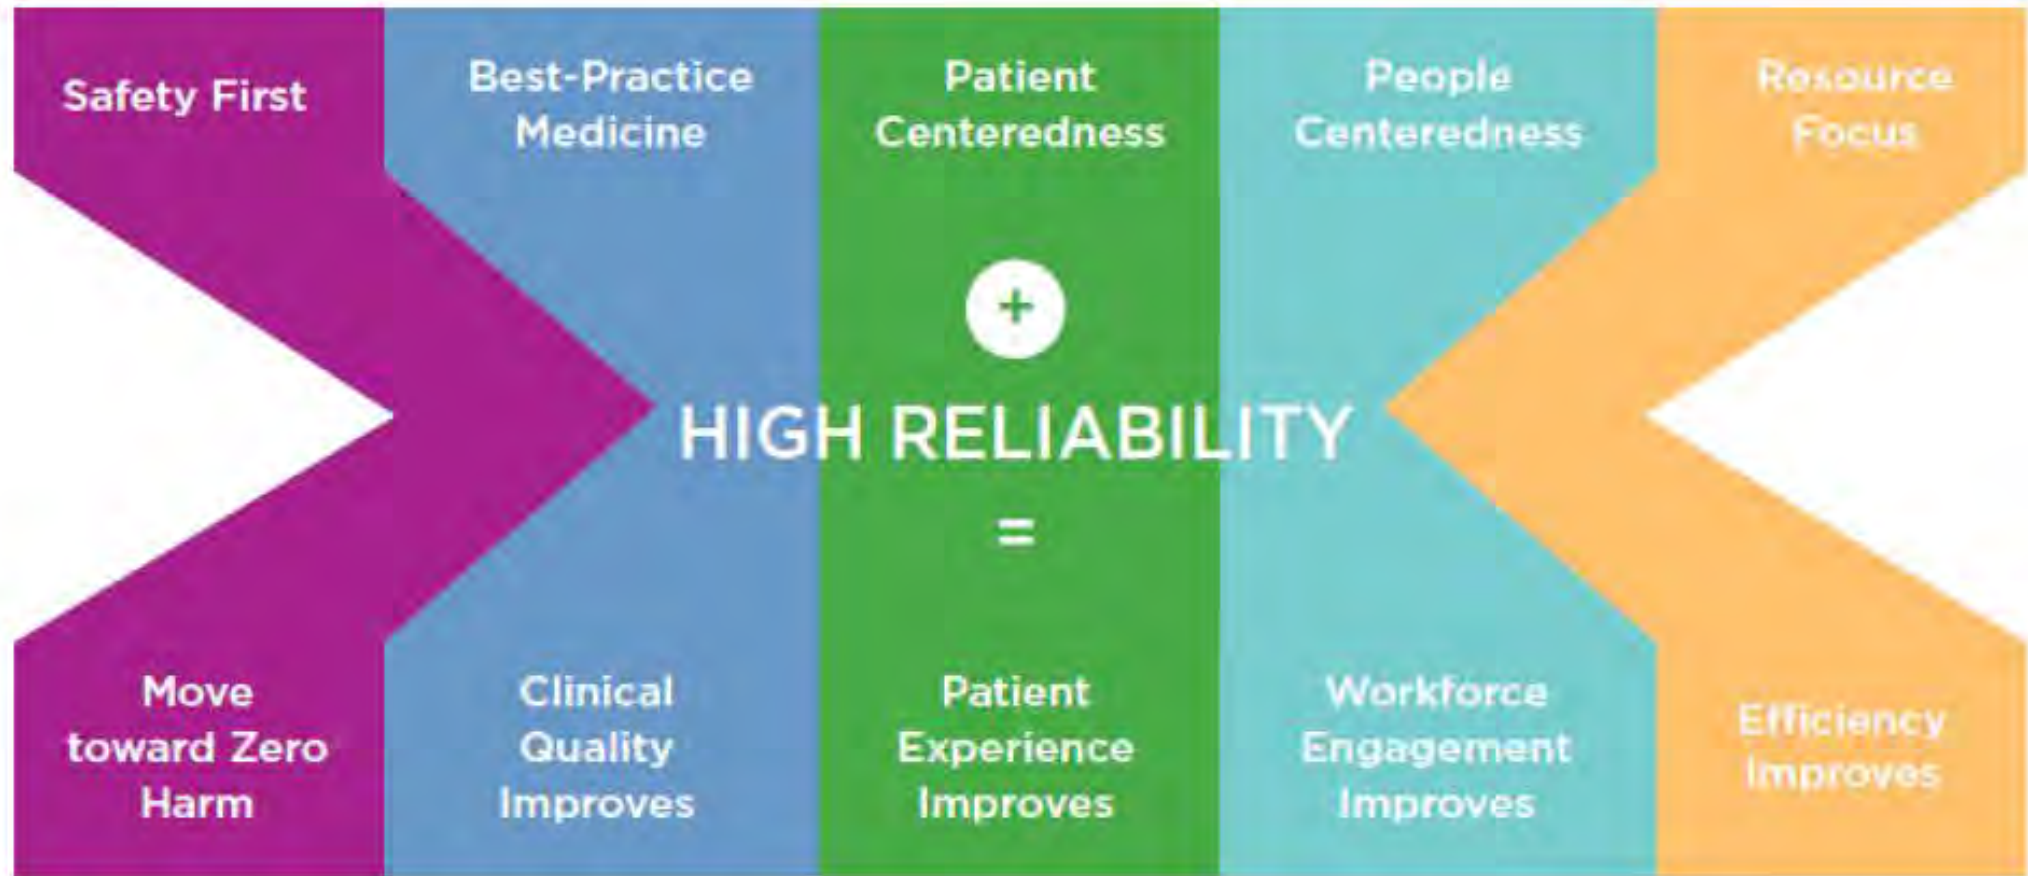 Safety First
Best-Practice
Medicine
Patient
Centeredness
People
Centeredness
Resource
Focus
+
HIGH RELIABILITY
=
Move
toward Zero
Harm
Clinical
Quality
Improves
Patient
Experience
Improves
Workforce
Engagement
Improves
Efficiency
Improves